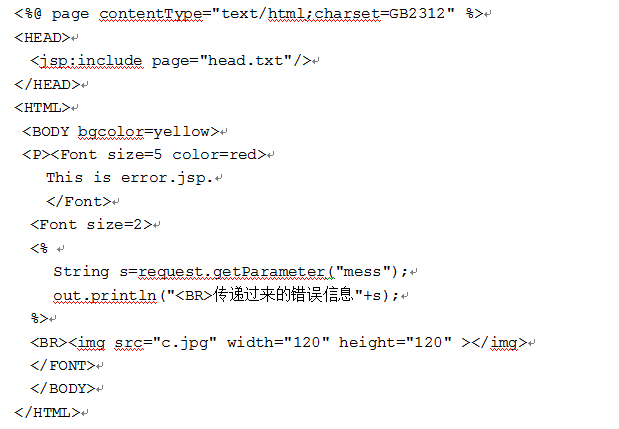 <%@ page contentType="text/html;charset=GB2312" %>
<HEAD>
<jsp:include page="head.txt"/>
</HEAD>
<HTML>
<BODY bgcolor=yellow>
<P><Font size=5 color=red>
This is error.jsp.
</Font>
<Font size=2>
<%
String s=request.getParameter("mess");
out.println("<BR>传递过来的错误信息"+s);
%>
<BR><img src="c.jpg" width="120" height="120" ></img>
</FONT>
</BODY>
</HTML>